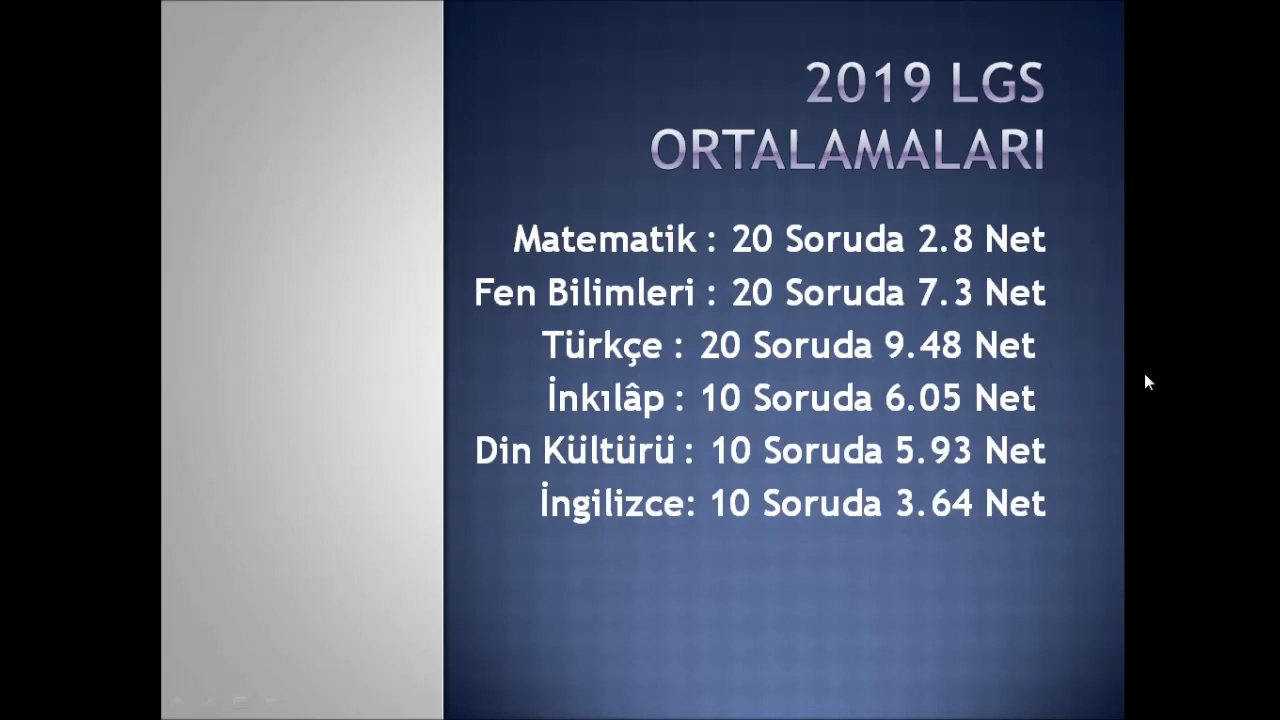 2019 LGS
ORTALAMALARI
Matematik : 20 Soruda 2.8 Net
Fen Bilimleri : 20 Soruda 7.3 Net
Türkçe : 20 Soruda 9.48 Net
İnkılâp : 10 Soruda 6.05 Net
Din Kültürü : 10 Soruda 5.93 Net
İngilizce: 10 Soruda 3.64 Net